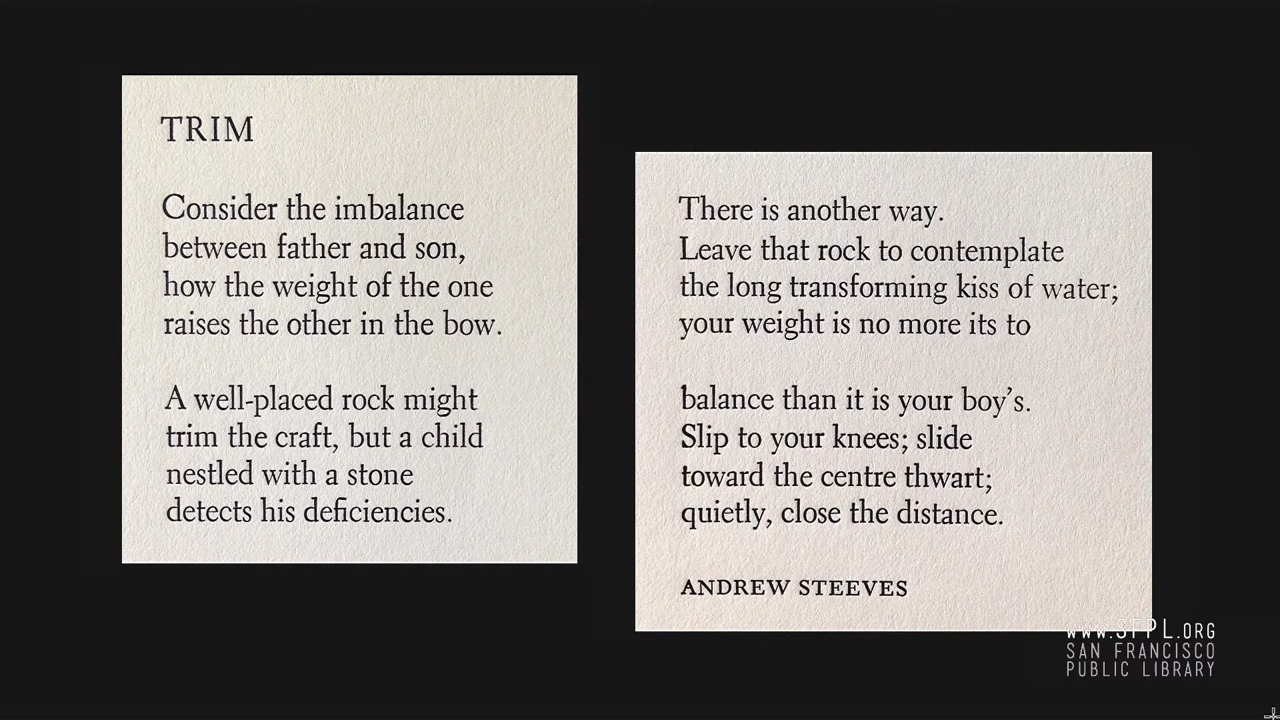 TRIM
Consider the imbalance
between father and son,
how the weight of the one
raises the other in the bow.
A well-placed rock might
trim the craft, but a child
nestled with a stone
detects his deficiencies.
There is another way.
Leave that rock to contemplate
the long transforming kiss of water;
your weight is no more its to
balance than it is your boy’s.
Slip to your knees; slide
toward the centre thwart;
quietly, close the distance.
ANDREW STEEVES
WWW.SFPL.ORG
SAN FRANCISCO
PUBLIC LIBRARY